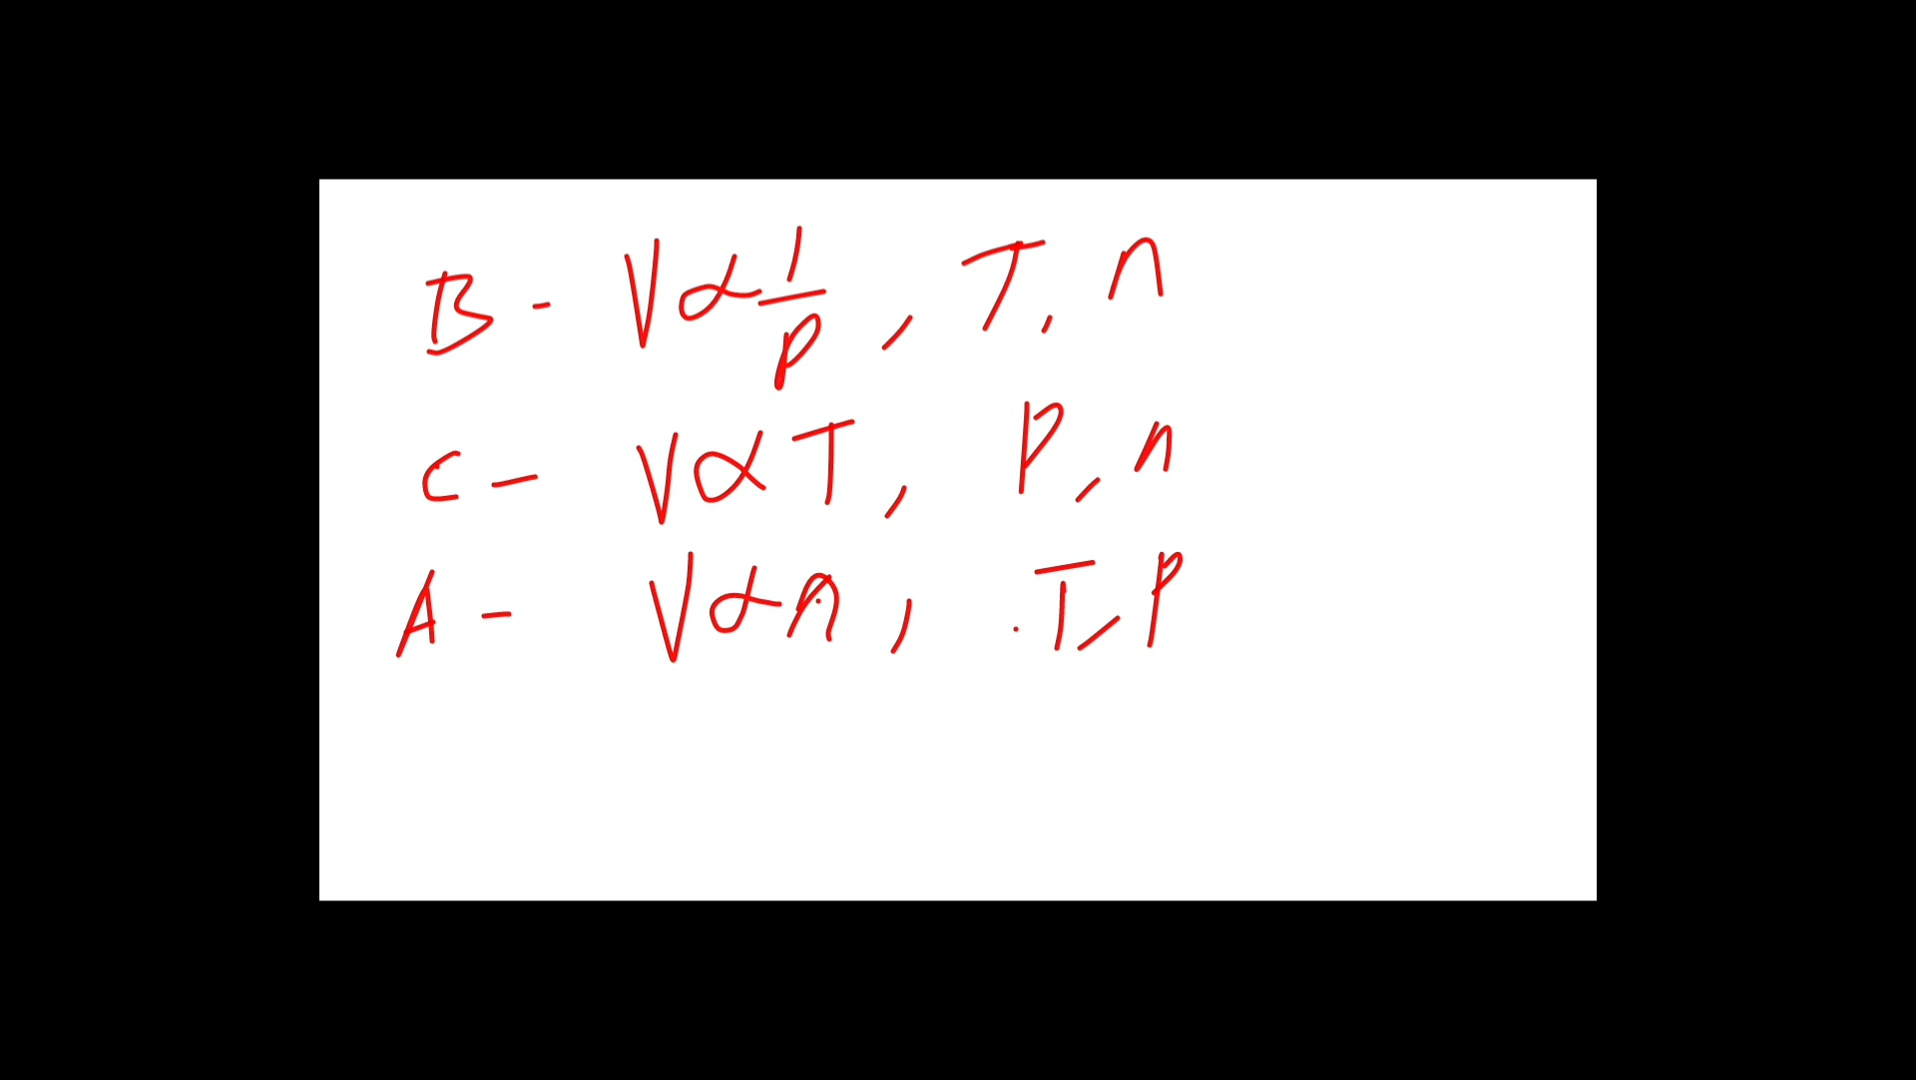 B - V ∝ 1/P , T, n
C - V ∝ T , P, n
A - V ∝ n , T, P